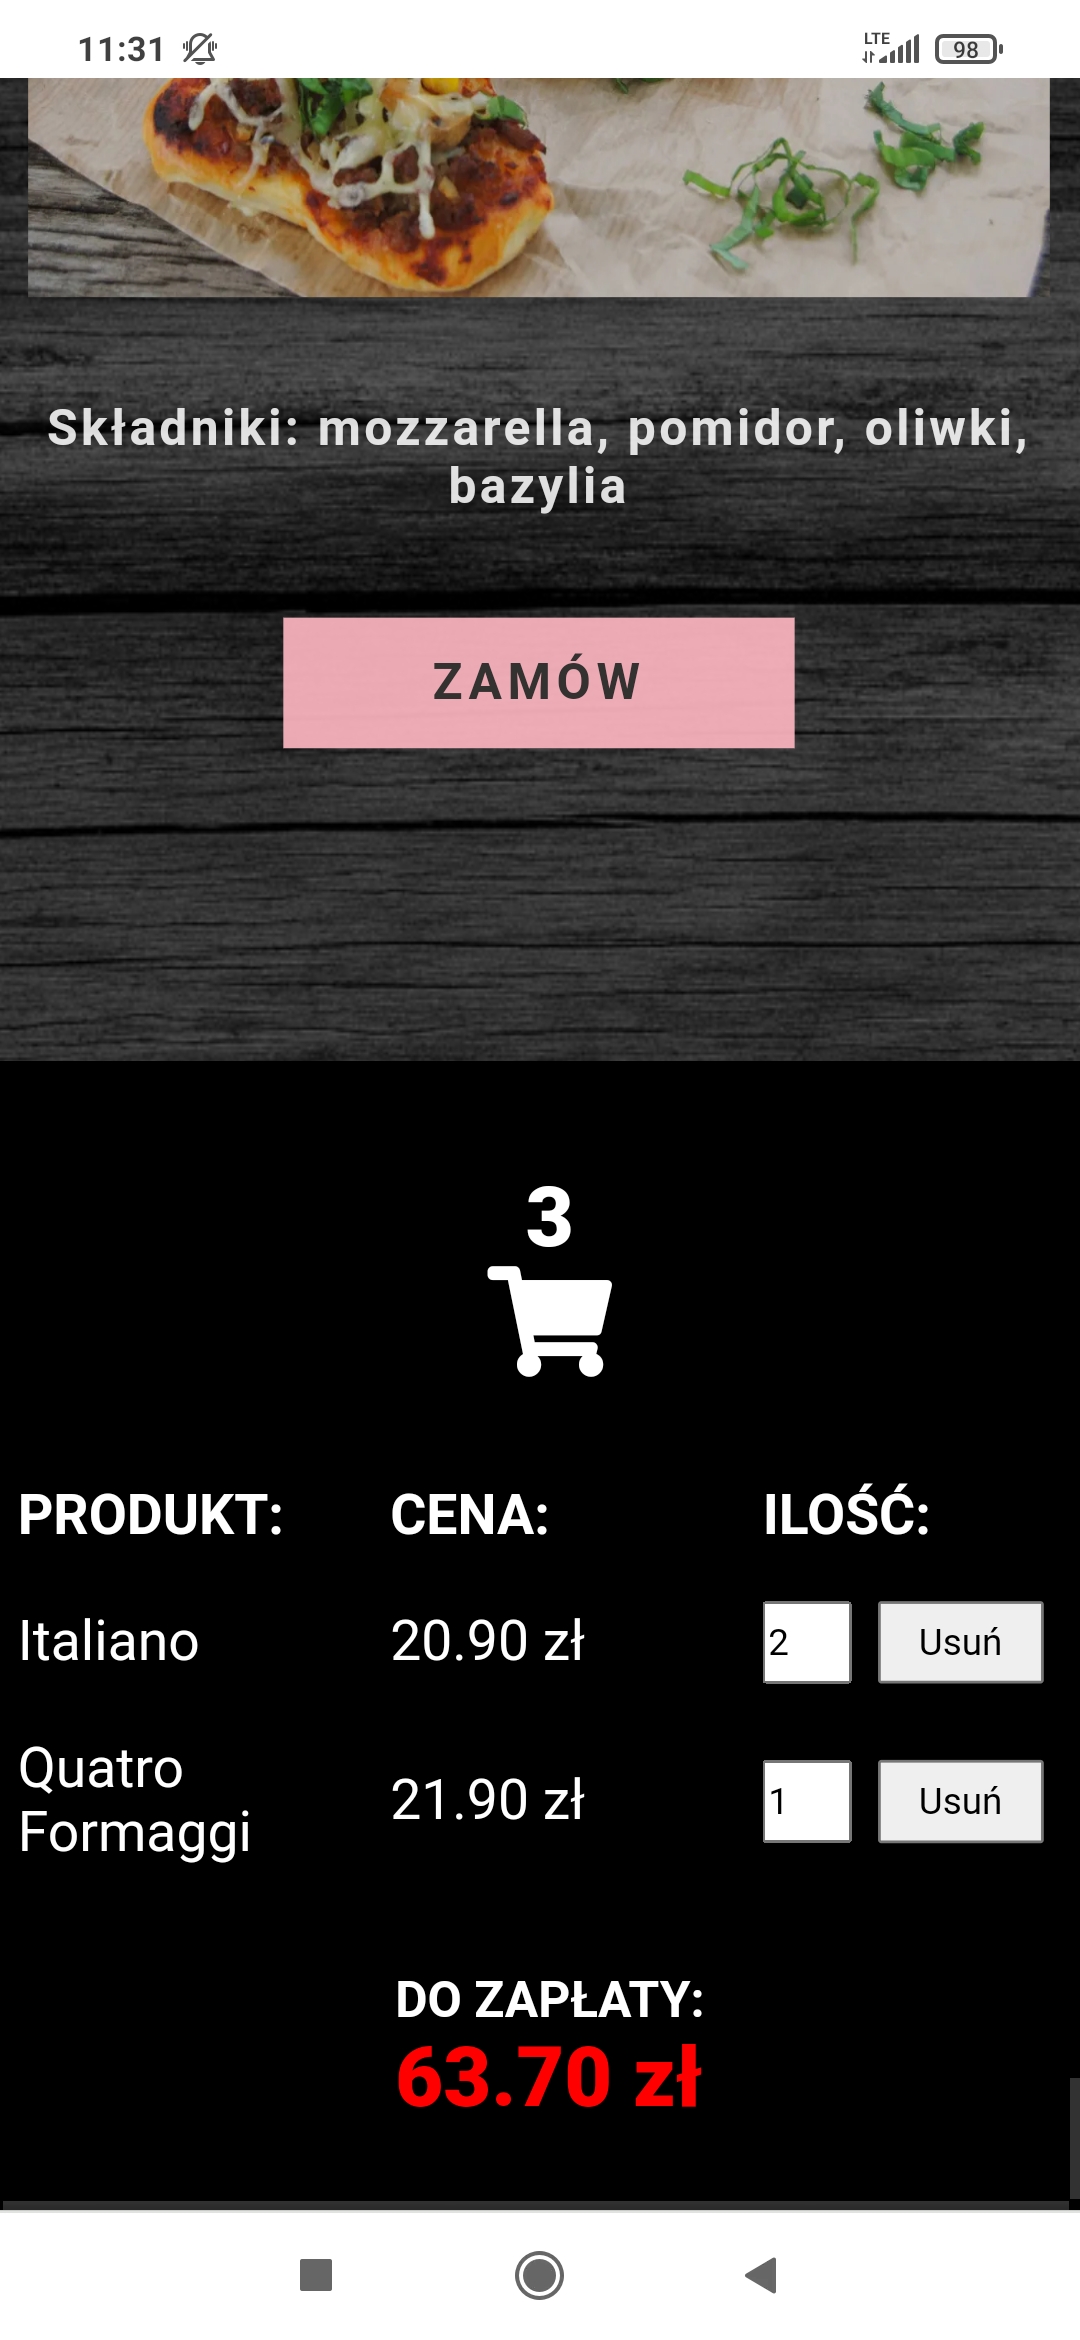 11:31
LTE
98
Składniki: mozzarella, pomidor, oliwki,
bazylia
ZAMÓW
3
PRODUKT: CENA: ILOŚĆ:
Italiano 20.90 zł 2 Usuń
Quatro
Formaggi 21.90 zł 1 Usuń
DO ZAPŁATY:
63.70 zł